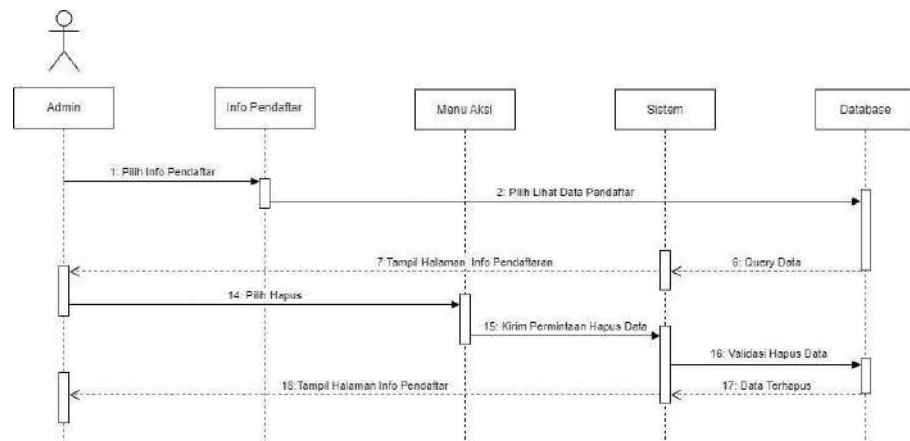 Admin
Info Pendaftar
Menu Aksi
Sistem
Database
1: Pilih Info Pendaftar
2: Pilih Lihat Data Pendaftar
7:Tampil Halaman Info Pendaftaran
6: Query Data
14: Pilih Hapus
15: Kirim Permintaan Hapus Data
16: Validasi Hapus Data
18:Tampil Halaman Info Pendaftar
17: Data Terhapus